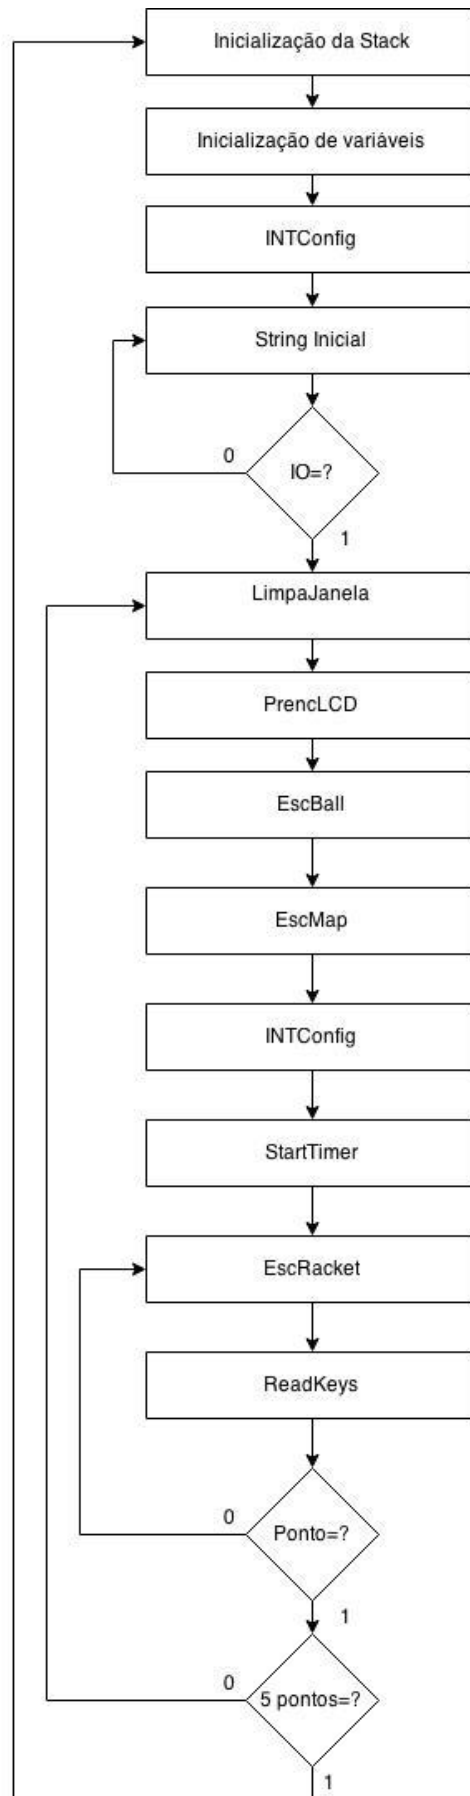 Inicialização da Stack
Inicialização de variáveis
INTConfig
String Inicial
0
IO=?
1
LimpaJanela
PrencLCD
EscBall
EscMap
INTConfig
StartTimer
EscRacket
ReadKeys
0
Ponto=?
1
0
5 pontos=?
1